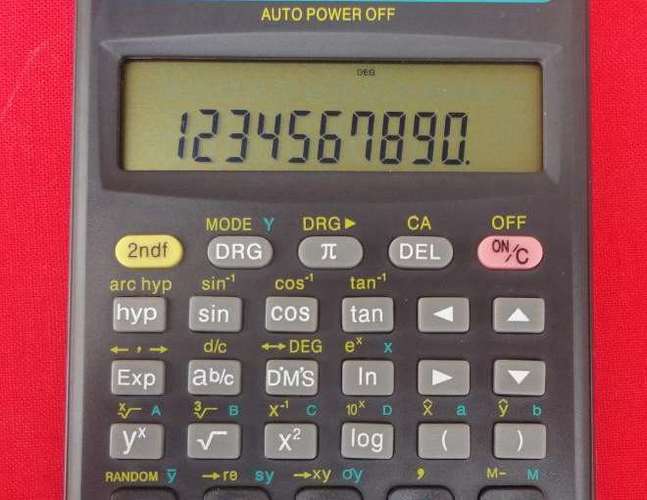 AUTO POWER OFF
DEG
1234567890.
MODE Y DRG► CA OFF
2ndf DRG π DEL ON/C
arc hyp sin⁻¹ cos⁻¹ tan⁻¹
hyp sin cos tan ◄ ▲
←,→ d/c ↔DEG eˣ x
Exp ab/c D°M'S ln ► ▼
ˣ√ A ³√ B X⁻¹ C 10ˣ D x̂ a ŷ b
yˣ √ x² log ( )
RANDOM y̅ →re sy →xy σy , M- M